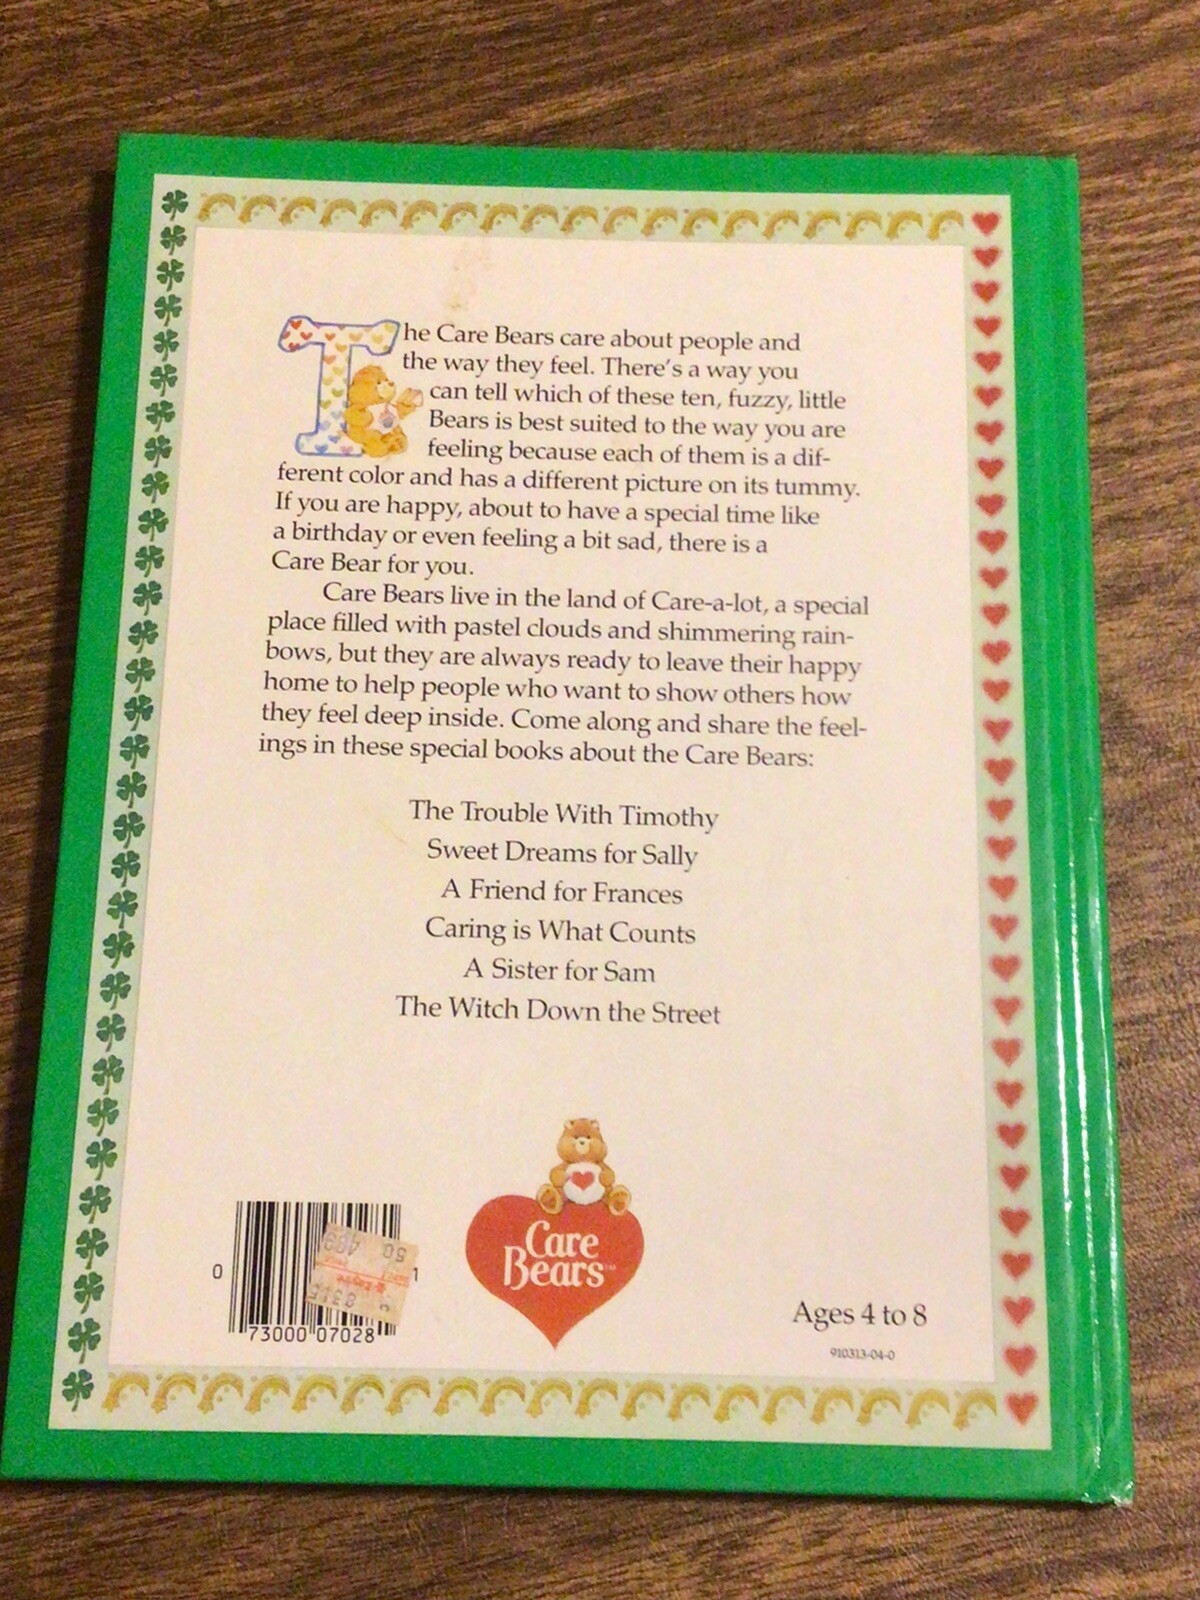 The Care Bears care about people and
the way they feel. There's a way you
can tell which of these ten, fuzzy, little
Bears is best suited to the way you are
feeling because each of them is a dif-
ferent color and has a different picture on its tummy.
If you are happy, about to have a special time like
a birthday or even feeling a bit sad, there is a
Care Bear for you.
Care Bears live in the land of Care-a-lot, a special
place filled with pastel clouds and shimmering rain-
bows, but they are always ready to leave their happy
home to help people who want to show others how
they feel deep inside. Come along and share the feel-
ings in these special books about the Care Bears:
The Trouble With Timothy
Sweet Dreams for Sally
A Friend for Frances
Caring is What Counts
A Sister for Sam
The Witch Down the Street
Care
Bears™
50 499
0 73000 07028 1
Ages 4 to 8
910313-04-0